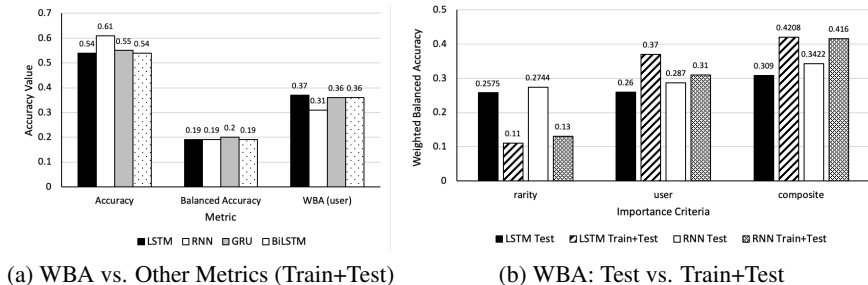 0.7
0.6
0.5
0.4
0.3
0.2
0.1
0
Accuracy Value
0.54 0.61 0.55 0.54
0.19 0.19 0.2 0.19
0.37 0.31 0.36 0.36
Accuracy Balanced Accuracy WBA (user)
Metric
LSTM RNN GRU BiLSTM
(a) WBA vs. Other Metrics (Train+Test)
0.5
0.4
0.3
0.2
0.1
0
Weighted Balanced Accuracy
0.2575 0.11 0.2744 0.13
0.26 0.37 0.287 0.31
0.309 0.4208 0.3422 0.416
rarity user composite
Importance Criteria
LSTM Test LSTM Train+Test RNN Test RNN Train+Test
(b) WBA: Test vs. Train+Test